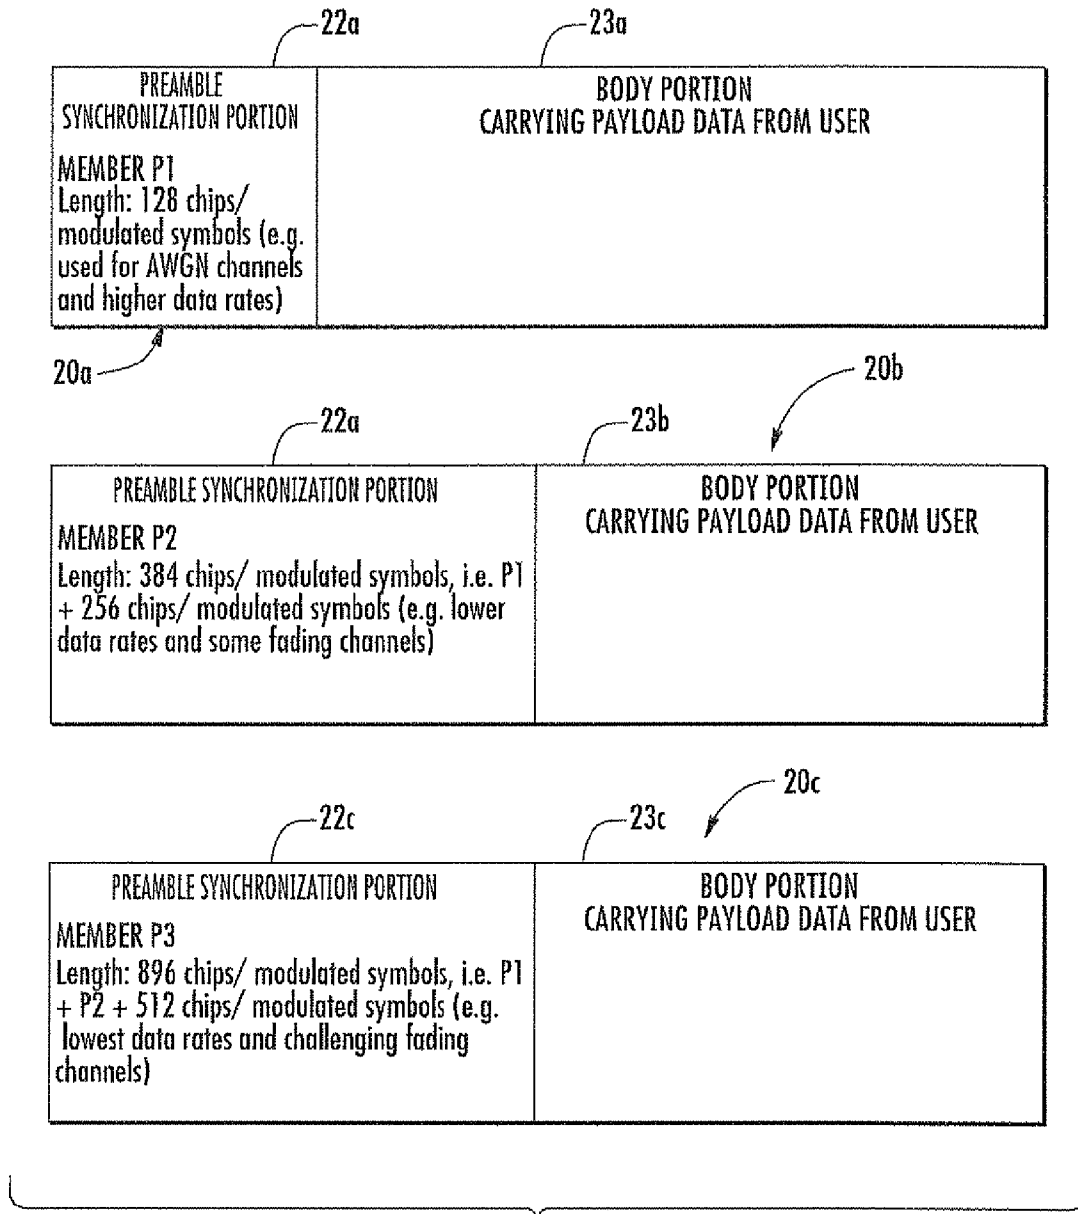 22a
23a
PREAMBLE
SYNCHRONIZATION PORTION
MEMBER P1
Length: 128 chips/
modulated symbols (e.g.
used for AWGN channels
and higher data rates)
BODY PORTION
CARRYING PAYLOAD DATA FROM USER
20a
20b
22a
23b
PREAMBLE SYNCHRONIZATION PORTION
MEMBER P2
Length: 384 chips/ modulated symbols, i.e. P1
+ 256 chips/ modulated symbols (e.g. lower
data rates and some fading channels)
BODY PORTION
CARRYING PAYLOAD DATA FROM USER
20c
22c
23c
PREAMBLE SYNCHRONIZATION PORTION
MEMBER P3
Length: 896 chips/ modulated symbols, i.e. P1
+ P2 + 512 chips/ modulated symbols (e.g.
lowest data rates and challenging fading
channels)
BODY PORTION
CARRYING PAYLOAD DATA FROM USER